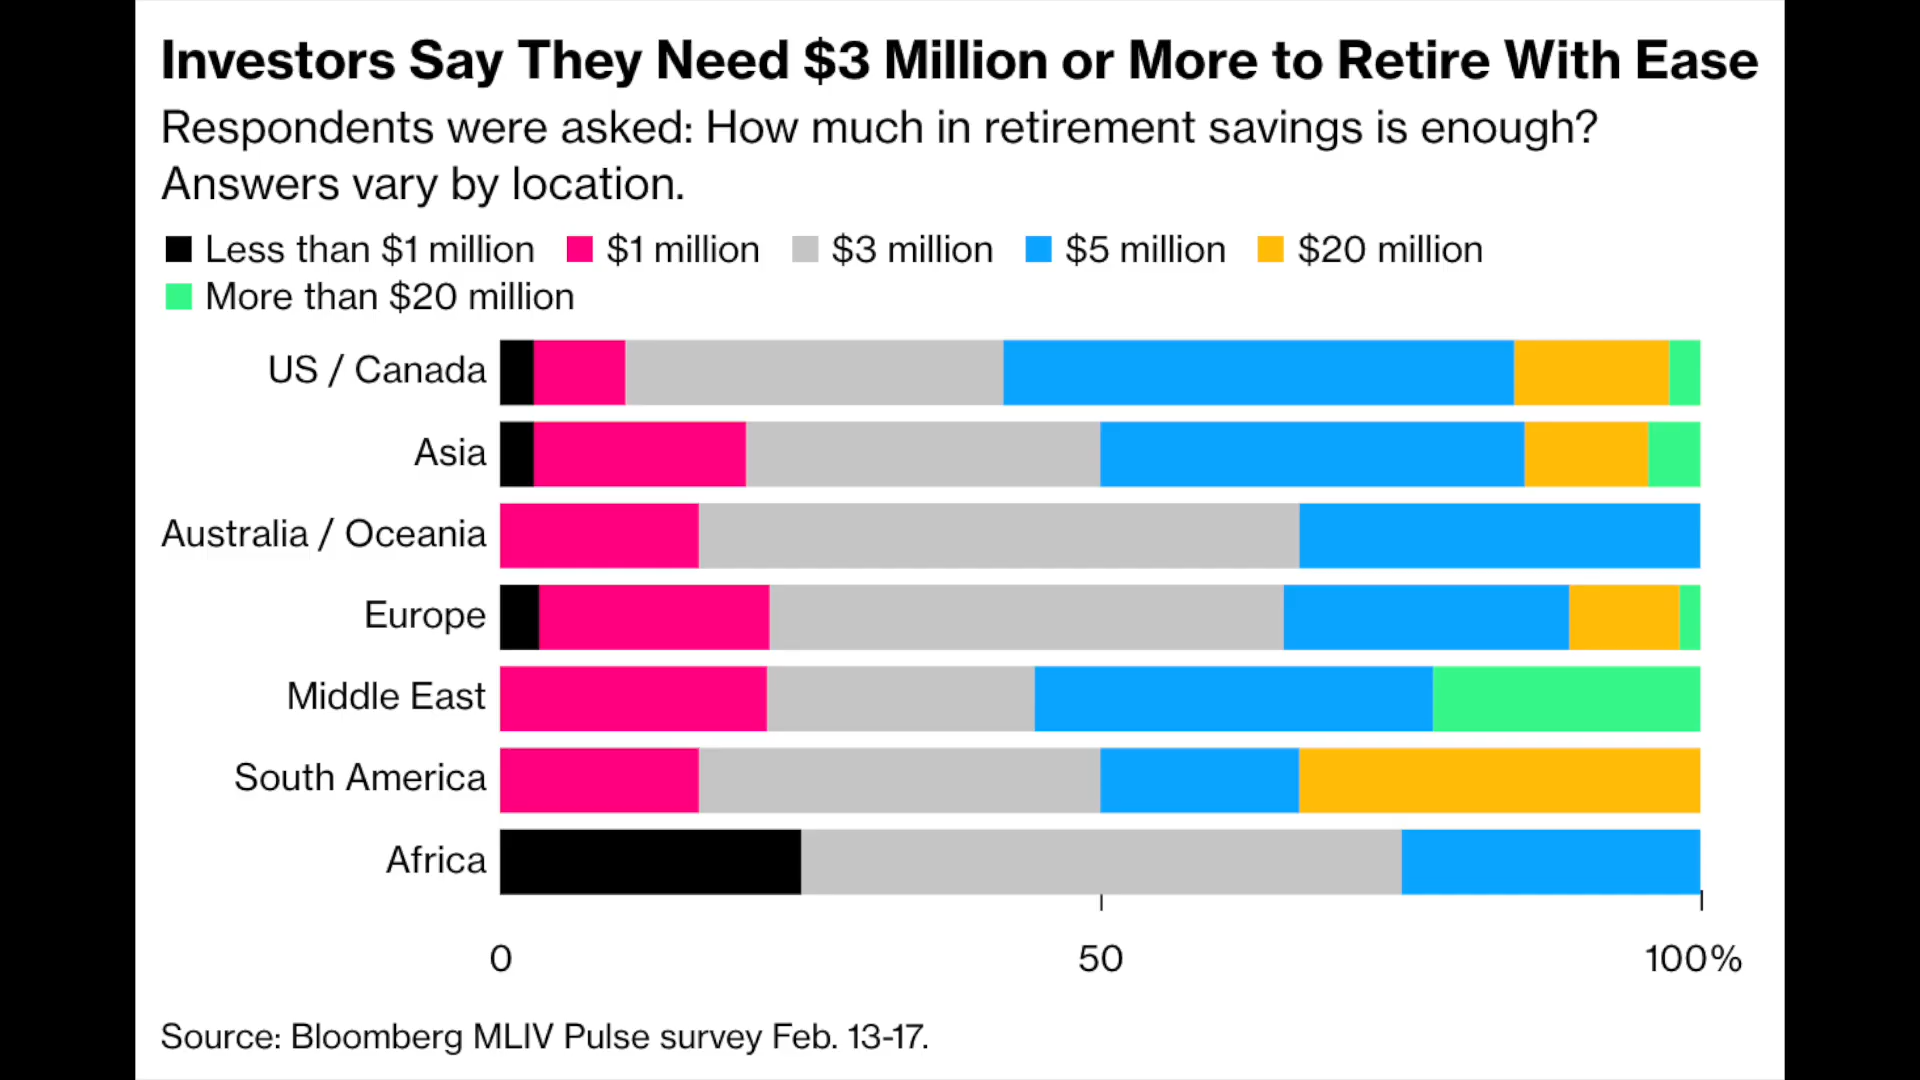 Investors Say They Need $3 Million or More to Retire With Ease
Respondents were asked: How much in retirement savings is enough?
Answers vary by location.
Less than $1 million $1 million $3 million $5 million $20 million
More than $20 million
US / Canada
Asia
Australia / Oceania
Europe
Middle East
South America
Africa
0 50 100%
Source: Bloomberg MLIV Pulse survey Feb. 13-17.